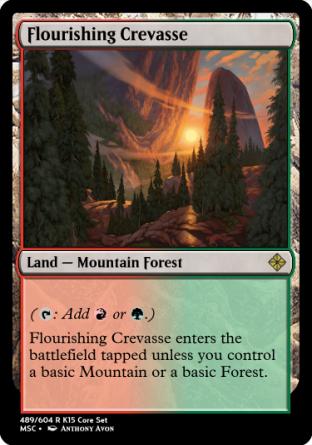 Flourishing Crevasse
Land — Mountain Forest
( : Add or .)
Flourishing Crevasse enters the
battlefield tapped unless you control
a basic Mountain or a basic Forest.
489/604 R K15 Core Set
MSC • Anthony Avon